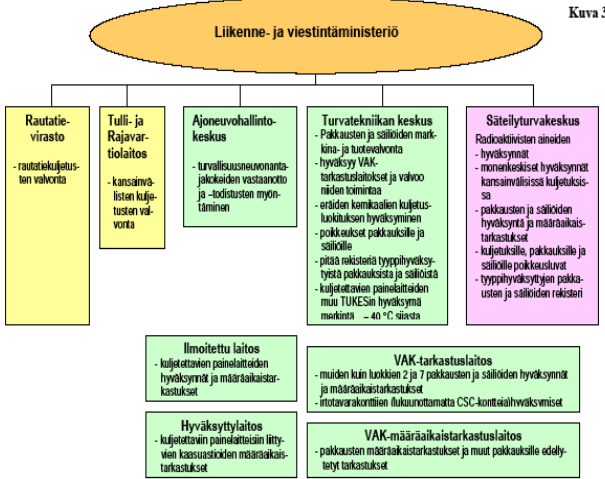 Kuva 3
Liikenne- ja viestintäministeriö
Rautatie-
virasto
- rautatiekuljetus-
ten valvonta
Tulli- ja
Rajavar-
tiolaitos
- kansainvä-
listen kulje-
tusten val-
vonta
Ajoneuvohallinto-
keskus
- turvallisuusneuvonanta-
jakokeiden vastaanotto
ja –todistusten myön-
täminen
Turvatekniikan keskus
- Pakkausten ja säiliöiden mark-
kina- ja tuotevalvonta
- hyväksyy VAK-
tarkastuslaitokset ja valvoo
niiden toimintaa
- eräiden kemikaalien kuljetus-
luokituksen hyväksyminen
- poikkeukset pakkauksille ja
säiliöille
- pitää rekisteriä tyyppihyväksy-
tyistä pakkauksista ja säiliöistä
- kuljetettavien painelaitteiden
muu TUKESin hyväksymä
merkintä – 40 °C sijasta
Säteilyturvakeskus
Radioaktiivisten aineiden
- hyväksynnät
- monenkeskiset hyväksynnät
kansainvälisissä kuljetuksis-
sa
- pakkausten ja säiliöiden
hyväksyntä ja määräaikais-
tarkastukset
- kuljetuksille, pakkauksille ja
säiliöille poikkeusluvat
- tyyppihyväksyttyjen pakka-
usten ja säiliöiden rekisteri
Ilmoitettu laitos
- kuljetettavien painelaitteiden
hyväksynnät ja määräaikaistar-
kastukset
VAK-tarkastuslaitos
- muiden kuin luokkien 2 ja 7 pakkausten ja säiliöiden hyväksynnät
ja määräaikaistarkastukset
- irtotavarakonttien (lukuunottamatta CSC-kontteja)hyväksymiset
Hyväksyttylaitos
- kuljetettaviin painelaitteisiin liitty-
vien kaasuastioiden määräaikais-
tarkastukset
VAK-määräaikaistarkastuslaitos
- pakkausten määräaikaistarkastukset ja muut pakkauksille edelly-
tetyt tarkastukset